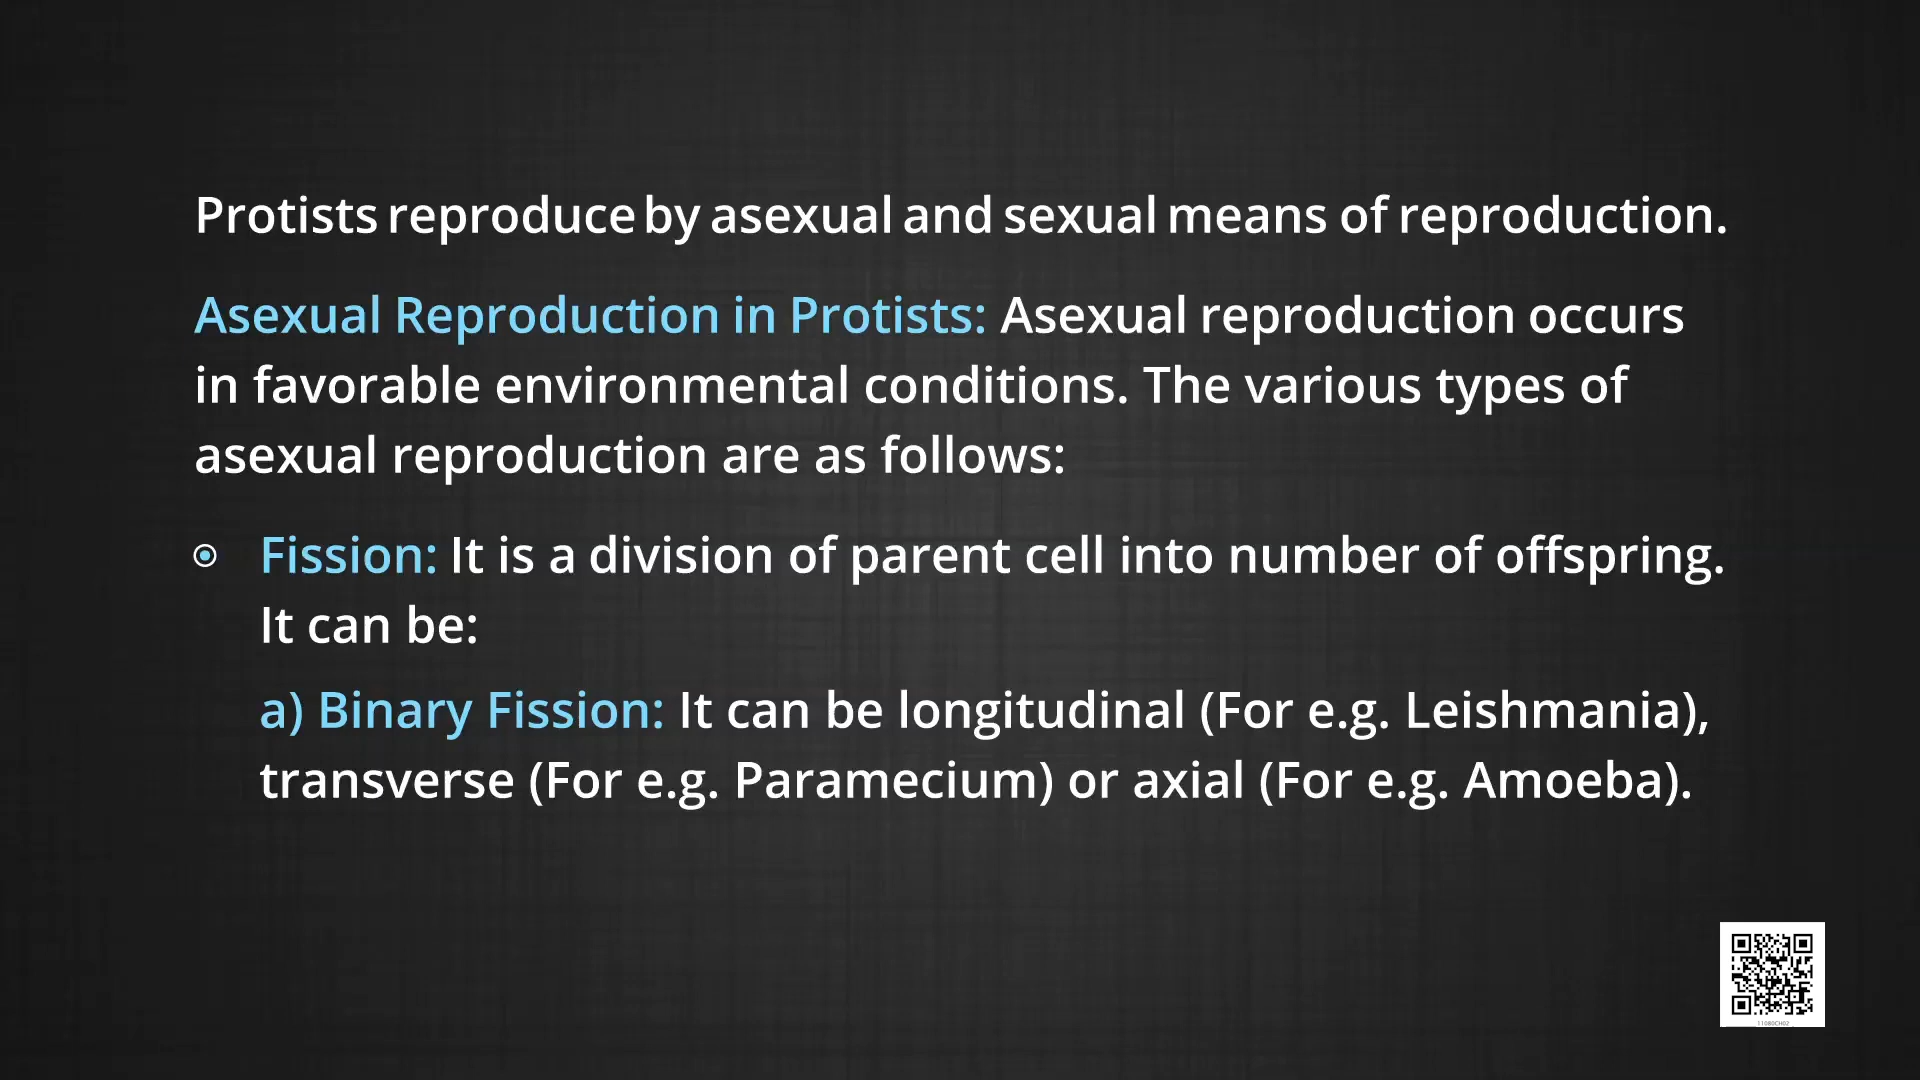 Protists reproduce by asexual and sexual means of reproduction.
Asexual Reproduction in Protists: Asexual reproduction occurs
in favorable environmental conditions. The various types of
asexual reproduction are as follows:
Fission: It is a division of parent cell into number of offspring.
It can be:
a) Binary Fission: It can be longitudinal (For e.g. Leishmania),
transverse (For e.g. Paramecium) or axial (For e.g. Amoeba).
11080CH02